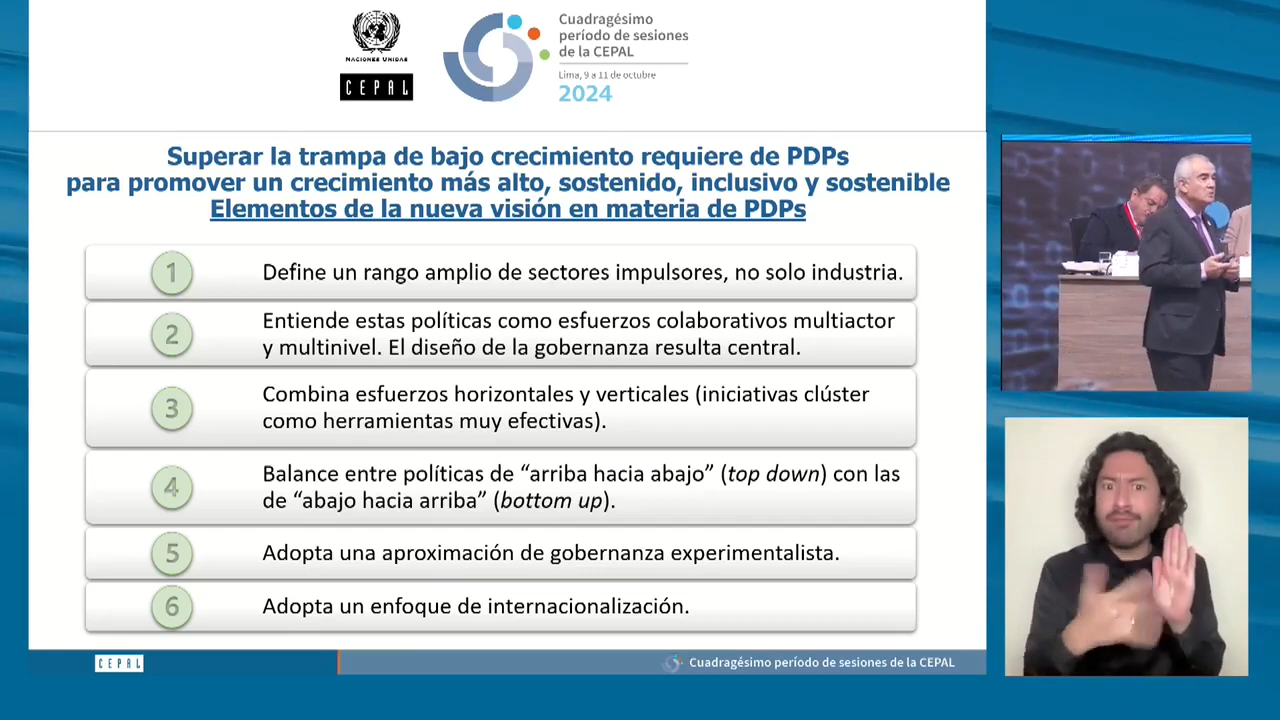 NACIONES UNIDAS
CEPAL
Cuadragésimo
período de sesiones
de la CEPAL
Lima, 9 a 11 de octubre
2024
Superar la trampa de bajo crecimiento requiere de PDPs
para promover un crecimiento más alto, sostenido, inclusivo y sostenible
Elementos de la nueva visión en materia de PDPs
1
Define un rango amplio de sectores impulsores, no solo industria.
2
Entiende estas políticas como esfuerzos colaborativos multiactor
y multinivel. El diseño de la gobernanza resulta central.
3
Combina esfuerzos horizontales y verticales (iniciativas clúster
como herramientas muy efectivas).
4
Balance entre políticas de “arriba hacia abajo” (top down) con las
de “abajo hacia arriba” (bottom up).
5
Adopta una aproximación de gobernanza experimentalista.
6
Adopta un enfoque de internacionalización.
CEPAL
Cuadragésimo período de sesiones de la CEPAL